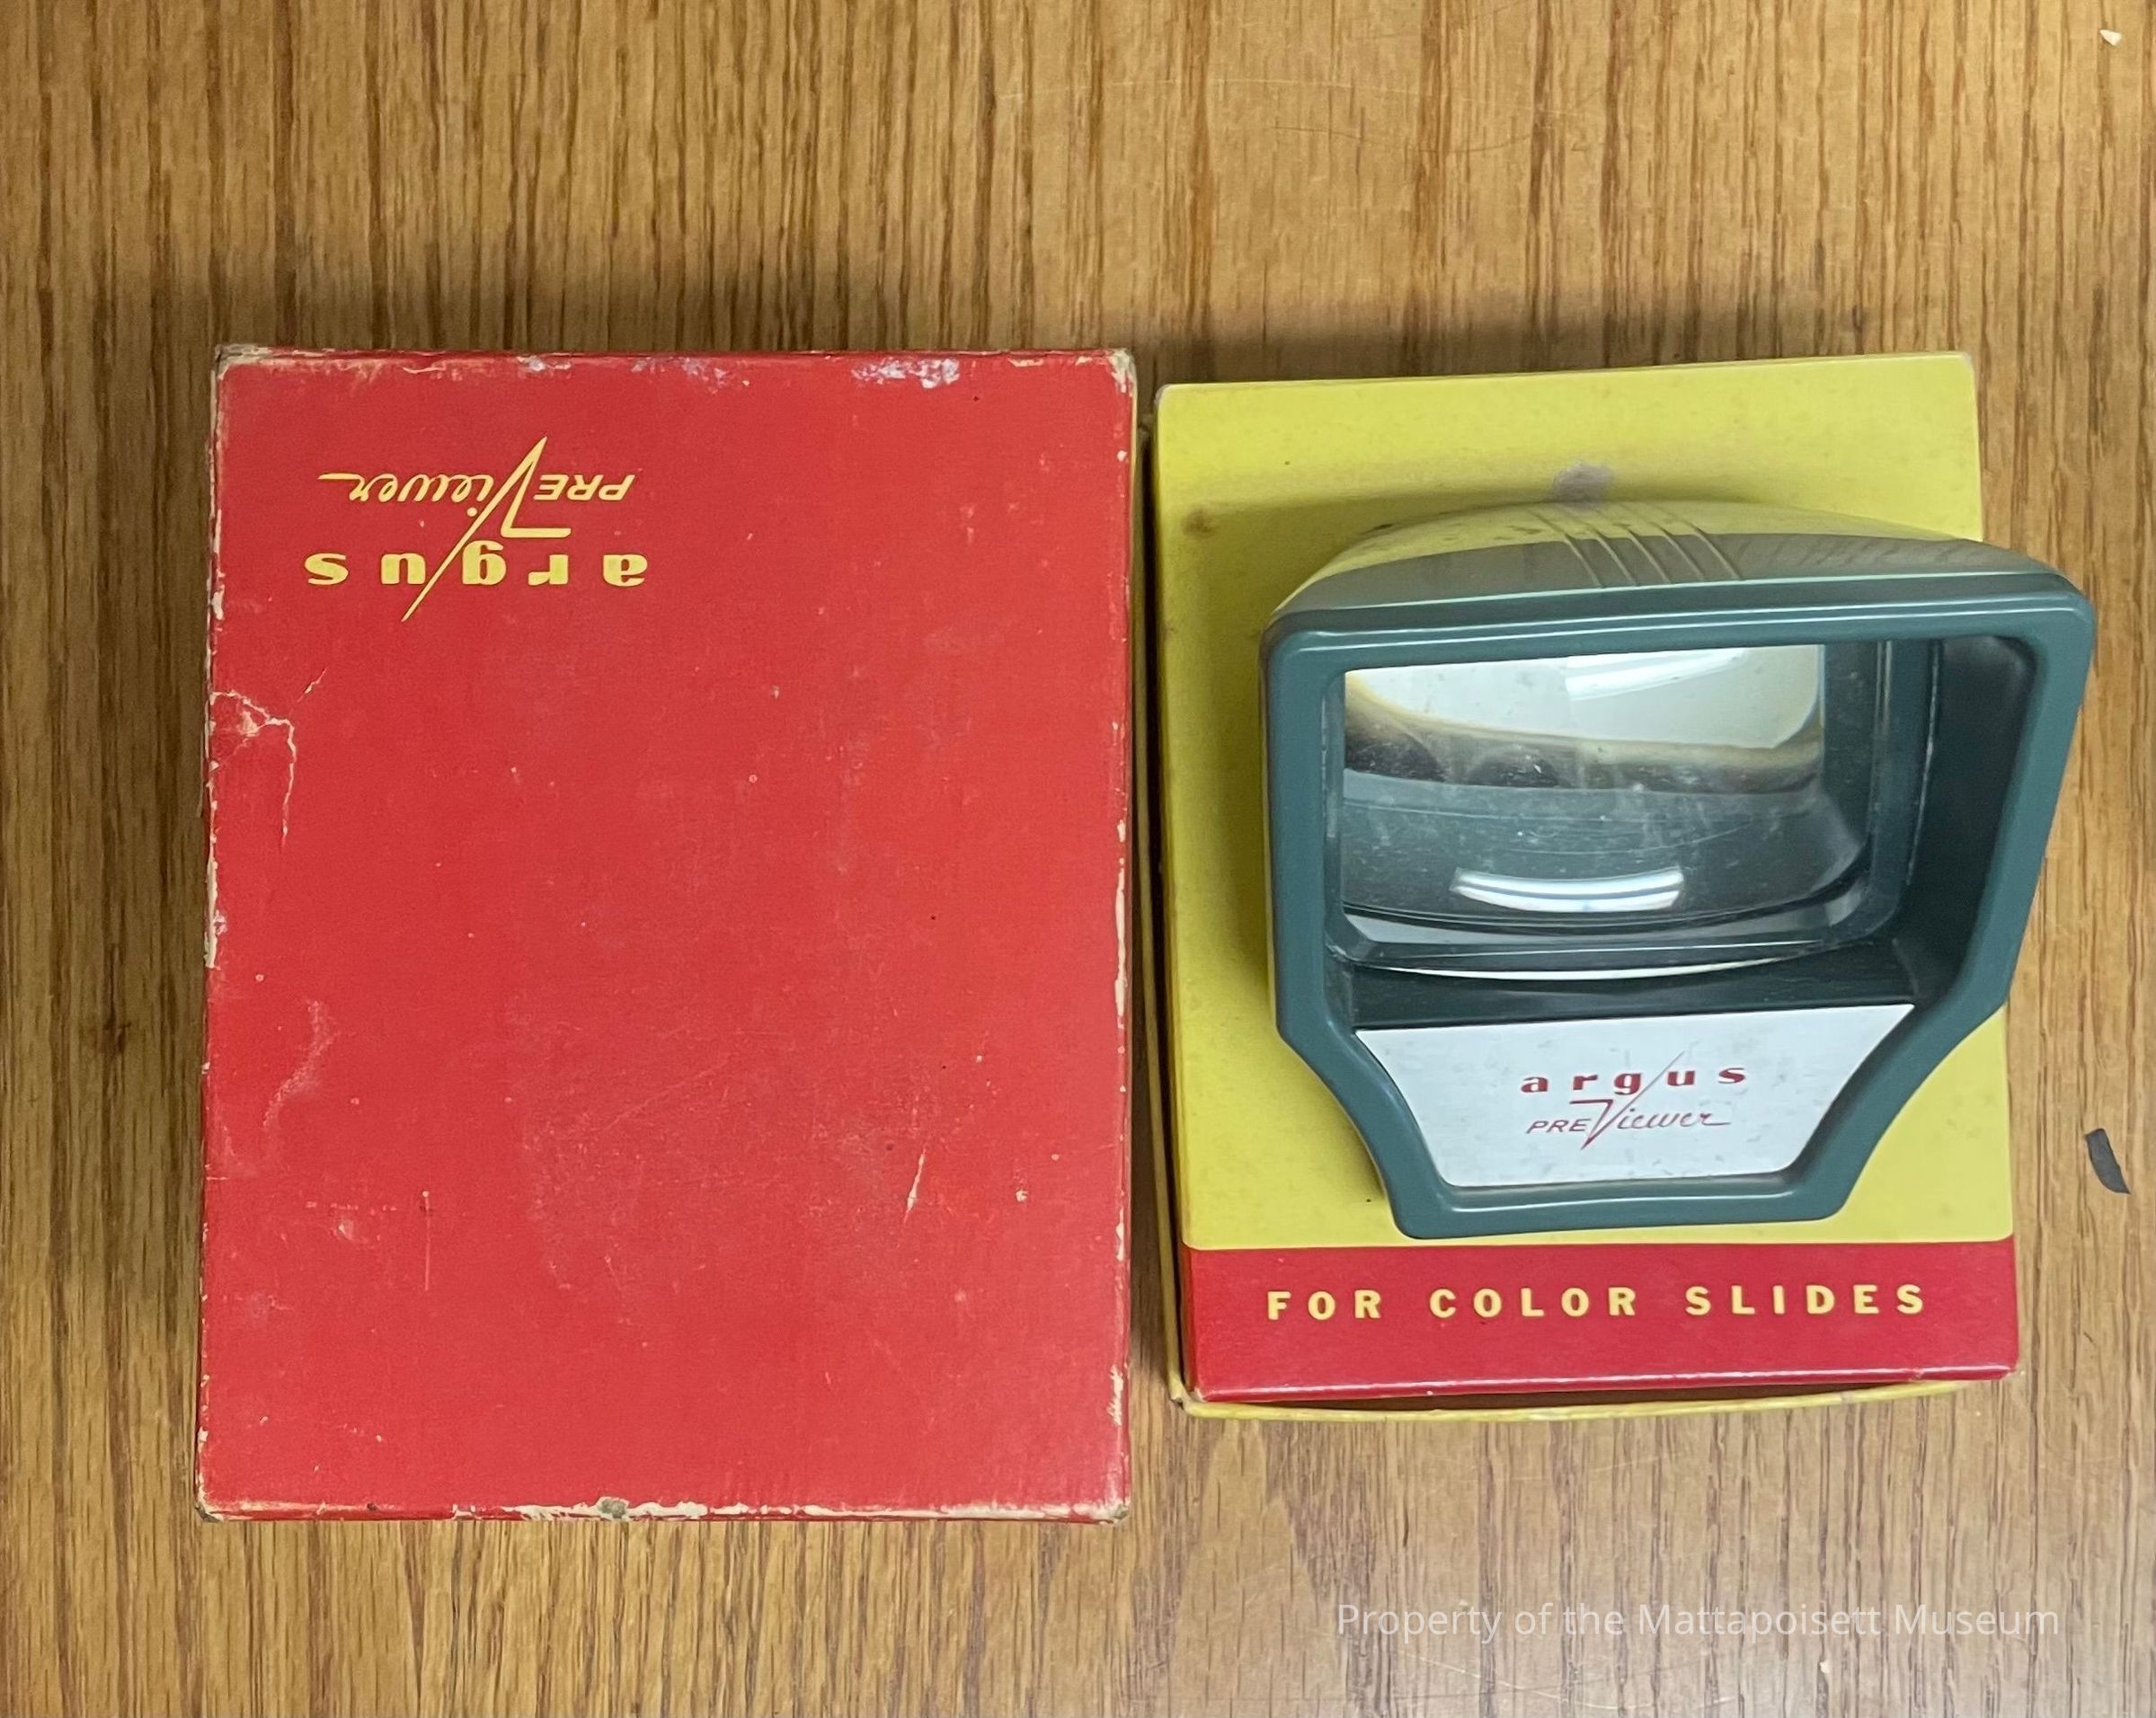 argus
PREViewer
argus
PREViewer
FOR COLOR SLIDES
Property of the Mattapoisett Museum